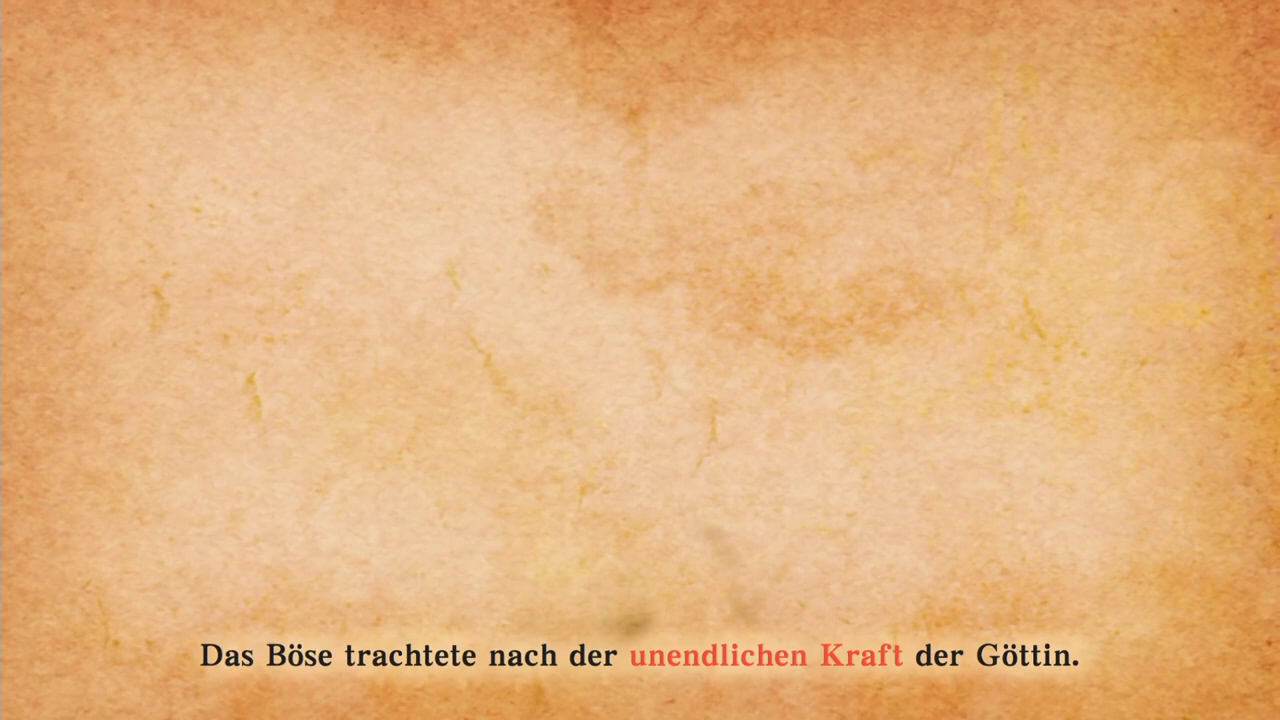 Das Böse trachtete nach der unendlichen Kraft der Göttin.